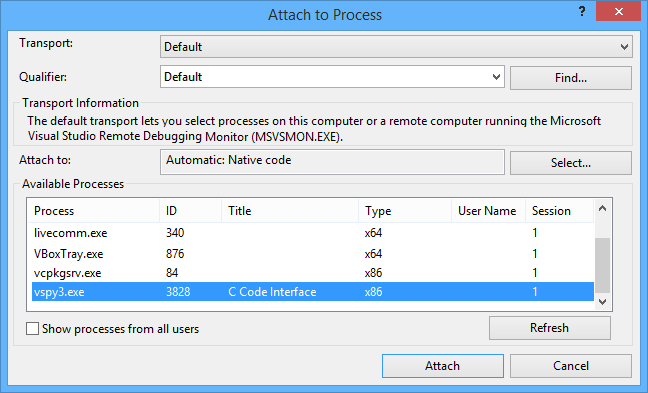 Attach to Process
?
Transport:
Default
Qualifier:
Default
Find...
Transport Information
The default transport lets you select processes on this computer or a remote computer running the Microsoft
Visual Studio Remote Debugging Monitor (MSVSMON.EXE).
Attach to:
Automatic: Native code
Select...
Available Processes
Process ID Title Type User Name Session
livecomm.exe 340 x64 1
VBoxTray.exe 876 x64 1
vcpkgsrv.exe 84 x86 1
vspy3.exe 3828 C Code Interface x86 1
Show processes from all users
Refresh
Attach
Cancel